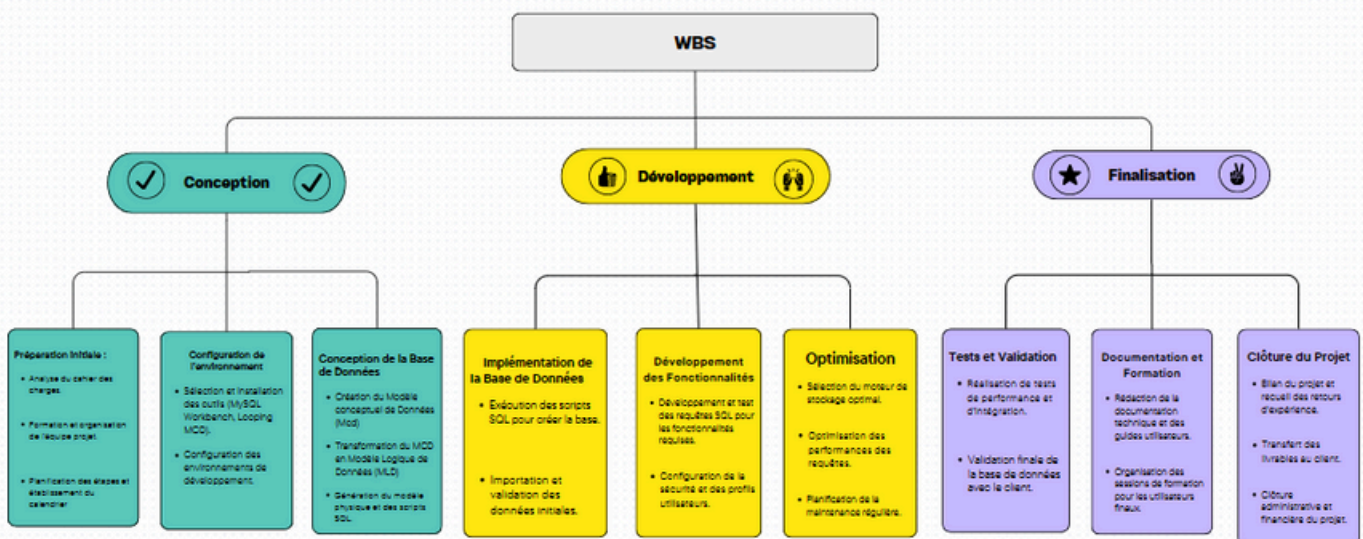 WBS
Conception
Développement
Finalisation
Préparation Initiale :
• Analyse du cahier des
charges.
• Formation et organisation
de l'équipe projet.
• Planification des étapes et
établissement du
calendrier
Configuration de
l'environnement
• Sélection et installation
des outils (MySQL
Workbench, Looping
MCD).
• Configuration des
environnements de
développement.
Conception de la Base
de Données
• Création du Modèle
conceptuel de Données
(Mcd)
• Transformation du MCD
en Modèle Logique de
Données (MLD)
• Génération du modèle
physique et des scripts
SQL.
Implémentation de
la Base de Données
• Exécution des scripts
SQL pour créer la base.
• Importation et
validation des
données initiales.
Développement
des Fonctionnalités
• Développement et test
des requêtes SQL pour
les fonctionnalités
requises.
• Configuration de la
sécurité et des profils
utilisateurs.
Optimisation
• Sélection du moteur de
stockage optimal.
• Optimisation des
performances des
requêtes.
• Planification de la
maintenance régulière.
Tests et Validation
• Réalisation de tests
de performance et
d'intégration.
• Validation finale de
la base de données
avec le client.
Documentation et
Formation
• Rédaction de la
documentation
technique et des
guides utilisateurs.
• Organisation des
sessions de formation
pour les utilisateurs
finaux.
Clôture du Projet
• Bilan du projet et
recueil des retours
d'expérience.
• Transfert des
livrables au client.
• Clôture
administrative et
financière du projet.